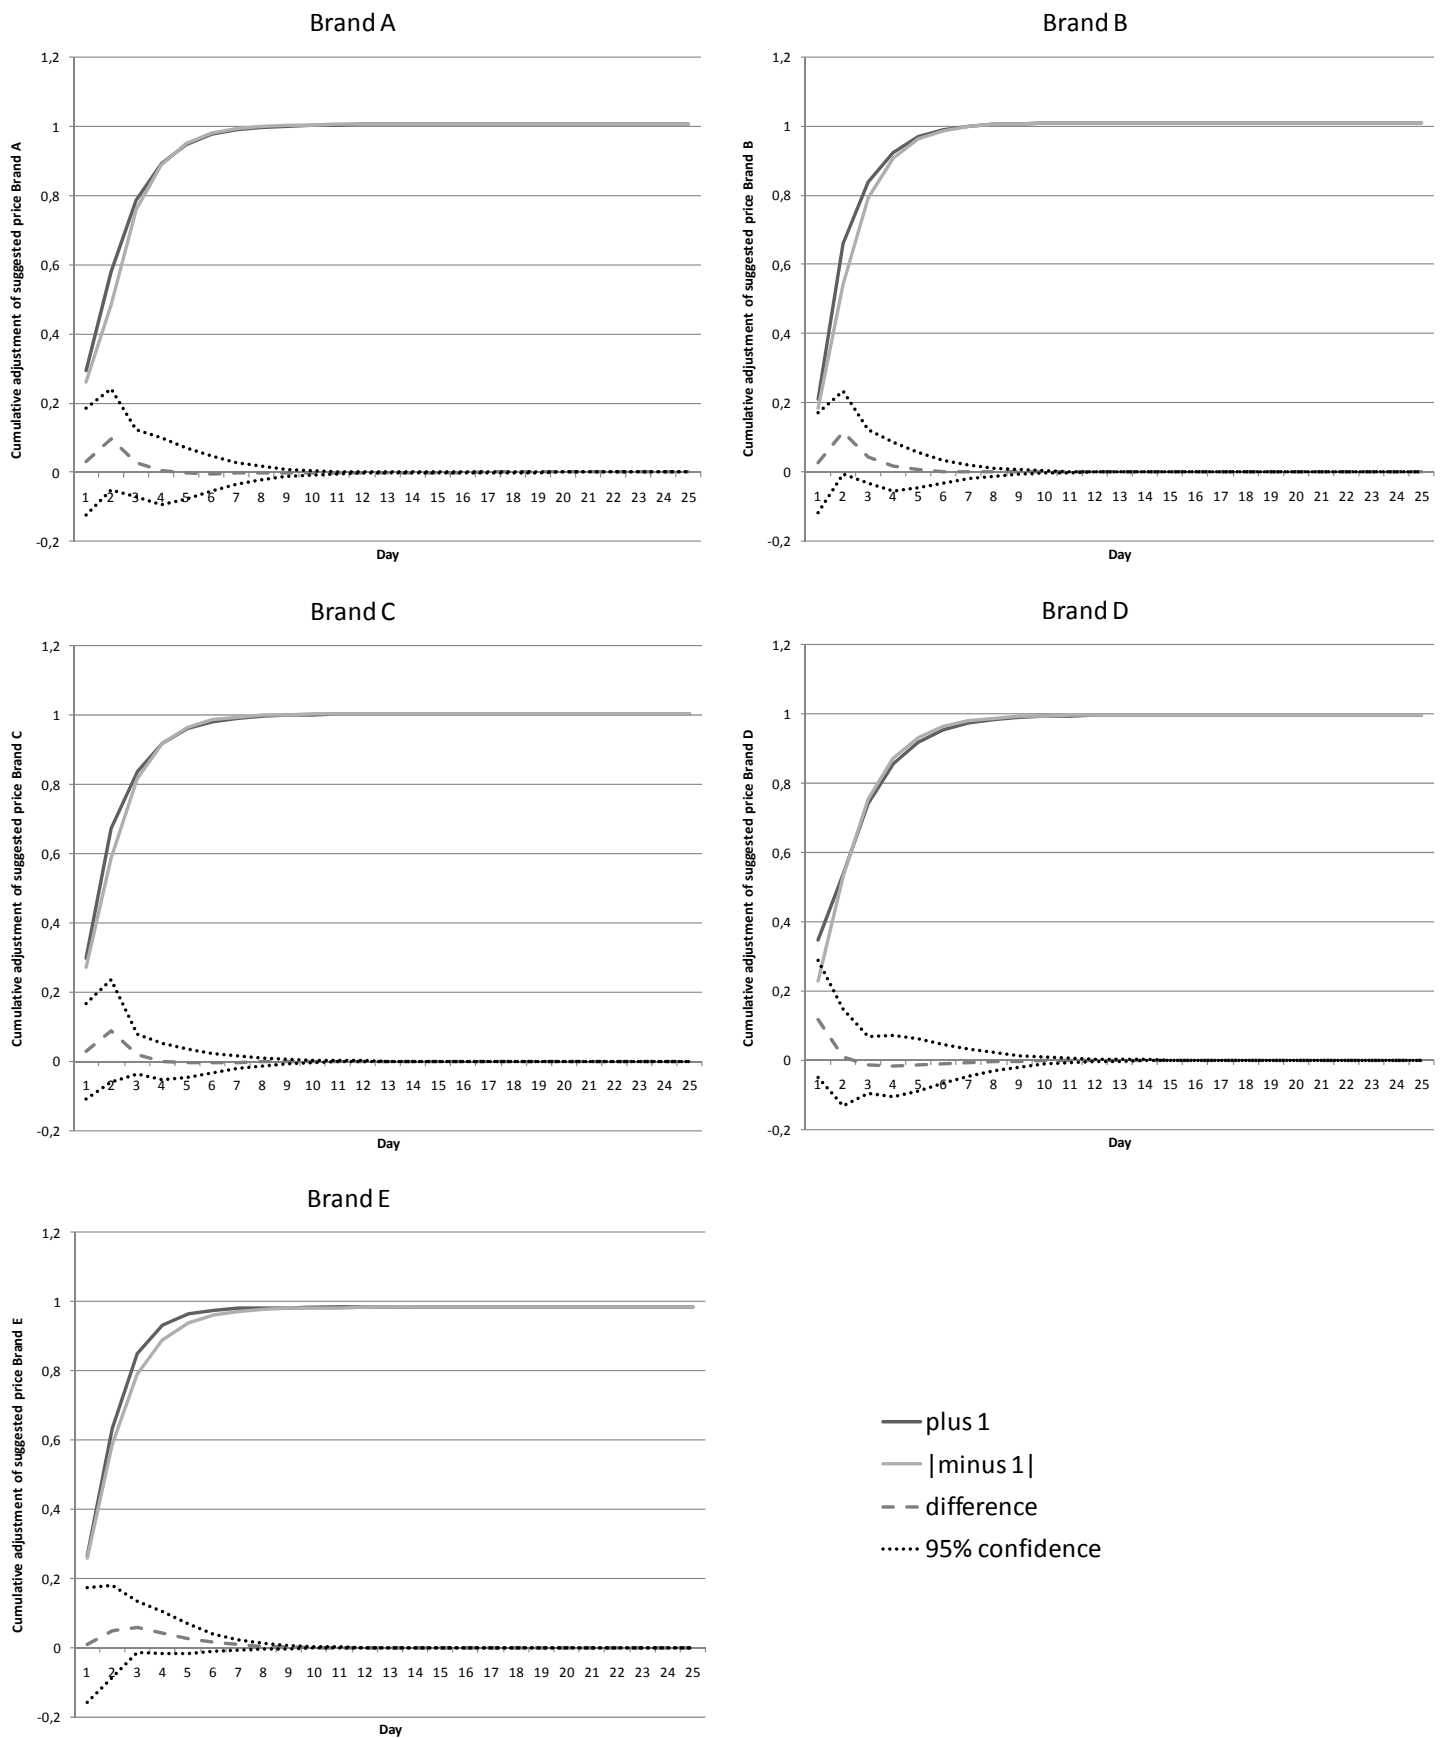 Brand A
Cumulative adjustment of suggested price Brand A
1,2
1
0,8
0,6
0,4
0,2
0
-0,2
1 2 3 4 5 6 7 8 9 10 11 12 13 14 15 16 17 18 19 20 21 22 23 24 25
Day
Brand B
Cumulative adjustment of suggested price Brand B
1,2
1
0,8
0,6
0,4
0,2
0
-0,2
1 2 3 4 5 6 7 8 9 10 11 12 13 14 15 16 17 18 19 20 21 22 23 24 25
Day
Brand C
Cumulative adjustment of suggested price Brand C
1,2
1
0,8
0,6
0,4
0,2
0
-0,2
1 2 3 4 5 6 7 8 9 10 11 12 13 14 15 16 17 18 19 20 21 22 23 24 25
Day
Brand D
Cumulative adjustment of suggested price Brand D
1,2
1
0,8
0,6
0,4
0,2
0
-0,2
1 2 3 4 5 6 7 8 9 10 11 12 13 14 15 16 17 18 19 20 21 22 23 24 25
Day
Brand E
Cumulative adjustment of suggested price Brand E
1,2
1
0,8
0,6
0,4
0,2
0
-0,2
1 2 3 4 5 6 7 8 9 10 11 12 13 14 15 16 17 18 19 20 21 22 23 24 25
Day
plus 1
|minus 1|
difference
95% confidence